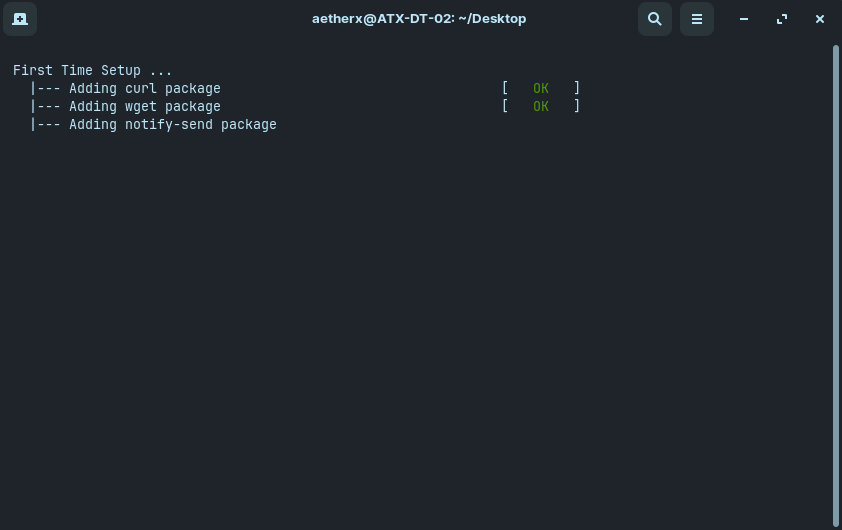 aetherx@ATX-DT-02: ~/Desktop
First Time Setup ...
|--- Adding curl package [ OK ]
|--- Adding wget package [ OK ]
|--- Adding notify-send package